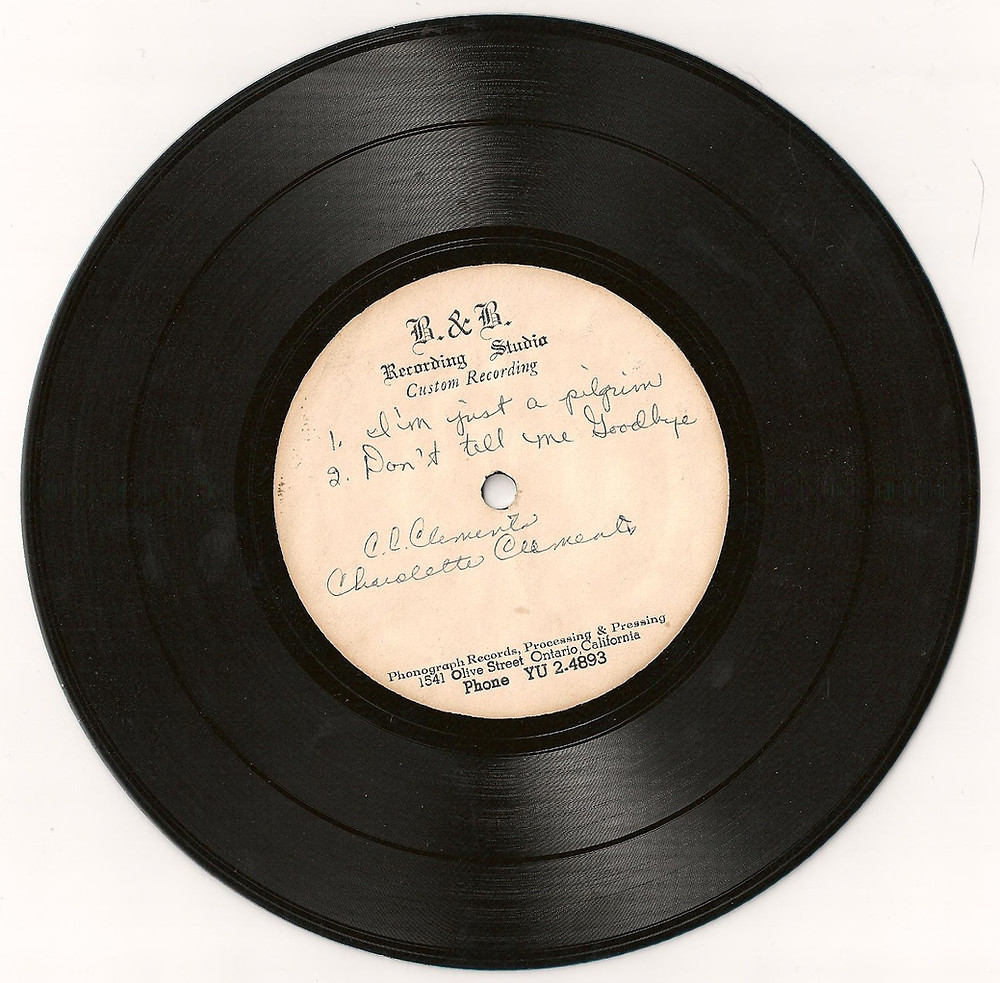 B. & B.
Recording Studio
Custom Recording
1. I'm just a pilgrim
2. Don't tell me Goodbye
C.C. Clements
Charolette Clements
Phonograph Records, Processing & Pressing
1541 Olive Street Ontario, California
Phone YU 2-4893